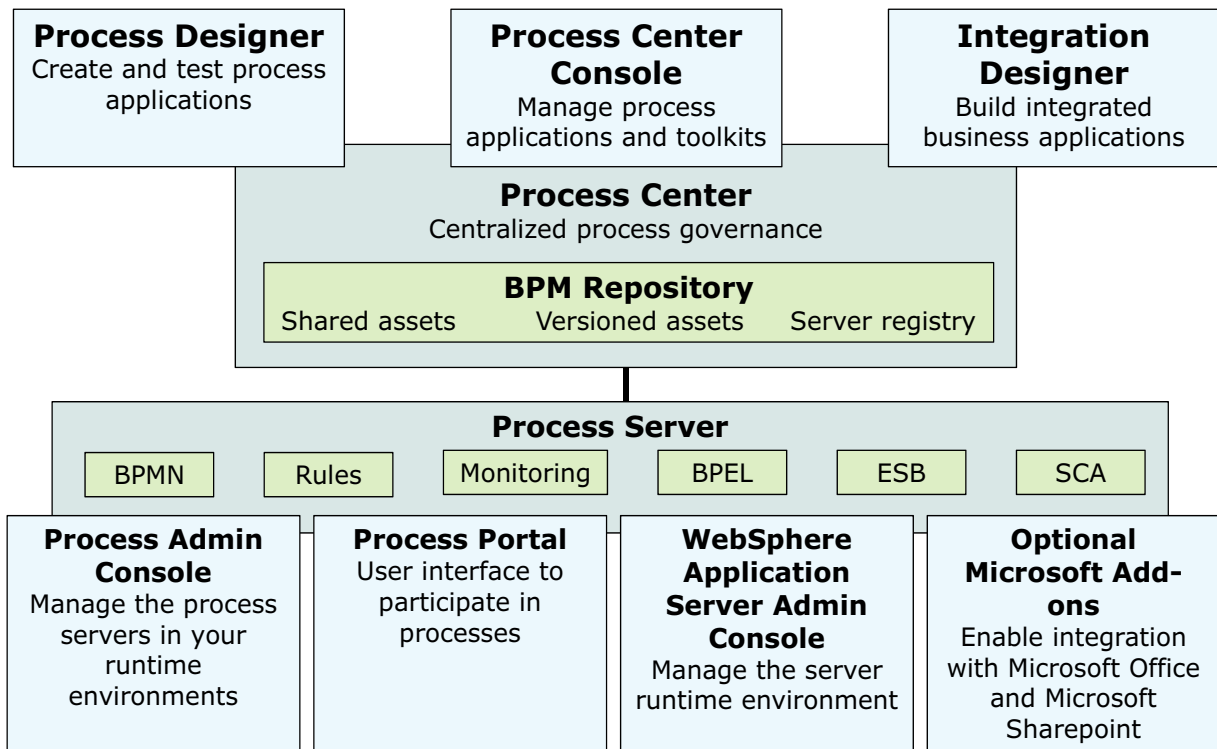 Process Designer
Create and test process
applications
Process Center
Console
Manage process
applications and toolkits
Integration
Designer
Build integrated
business applications
Process Center
Centralized process governance
BPM Repository
Shared assets Versioned assets Server registry
Process Server
BPMN Rules Monitoring BPEL ESB SCA
Process Admin
Console
Manage the process
servers in your
runtime
environments
Process Portal
User interface to
participate in
processes
WebSphere
Application
Server Admin
Console
Manage the server
runtime environment
Optional
Microsoft Add-
ons
Enable integration
with Microsoft Office
and Microsoft
Sharepoint